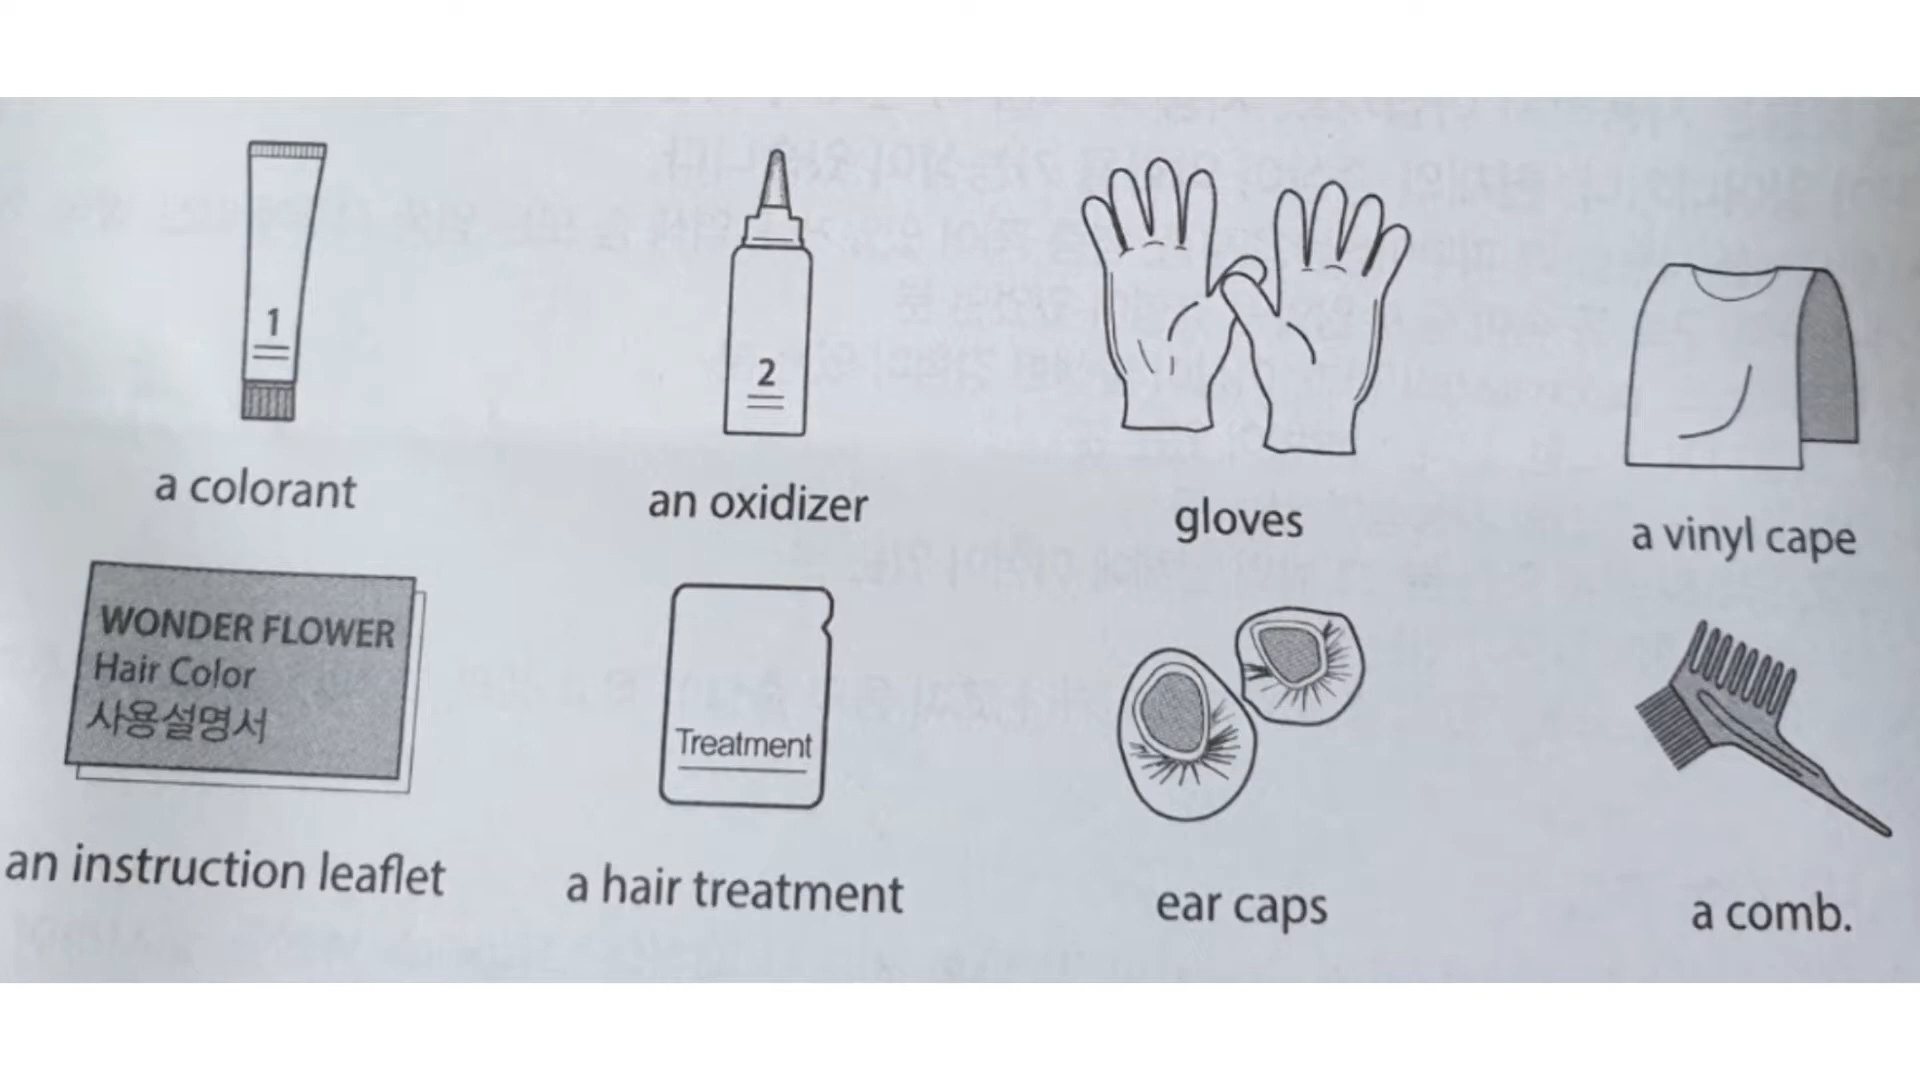 1
2
a colorant
an oxidizer
gloves
a vinyl cape
WONDER FLOWER
Hair Color
사용설명서
Treatment
an instruction leaflet
a hair treatment
ear caps
a comb.